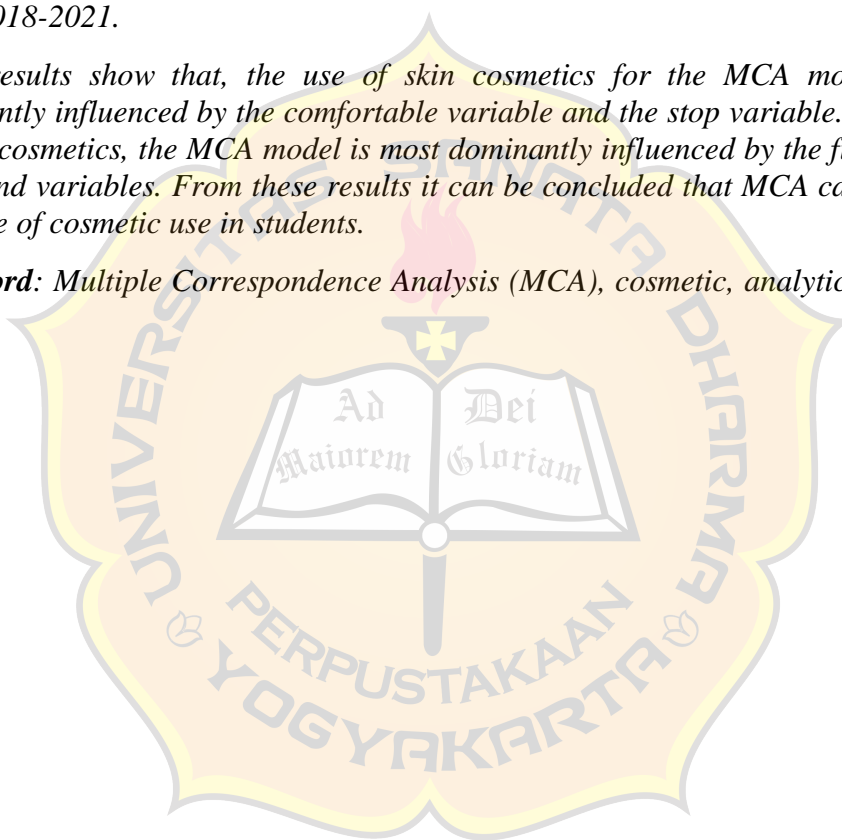 018-2021.
esults show that, the use of skin cosmetics for the MCA mo
ntly influenced by the comfortable variable and the stop variable.
cosmetics, the MCA model is most dominantly influenced by the f
nd variables. From these results it can be concluded that MCA ca
e of cosmetic use in students.
ord: Multiple Correspondence Analysis (MCA), cosmetic, analytic
UNIVERSITAS SANATA DHARMA
Ad Dei
Maiorem Gloriam
PERPUSTAKAAN
YOGYAKARTA